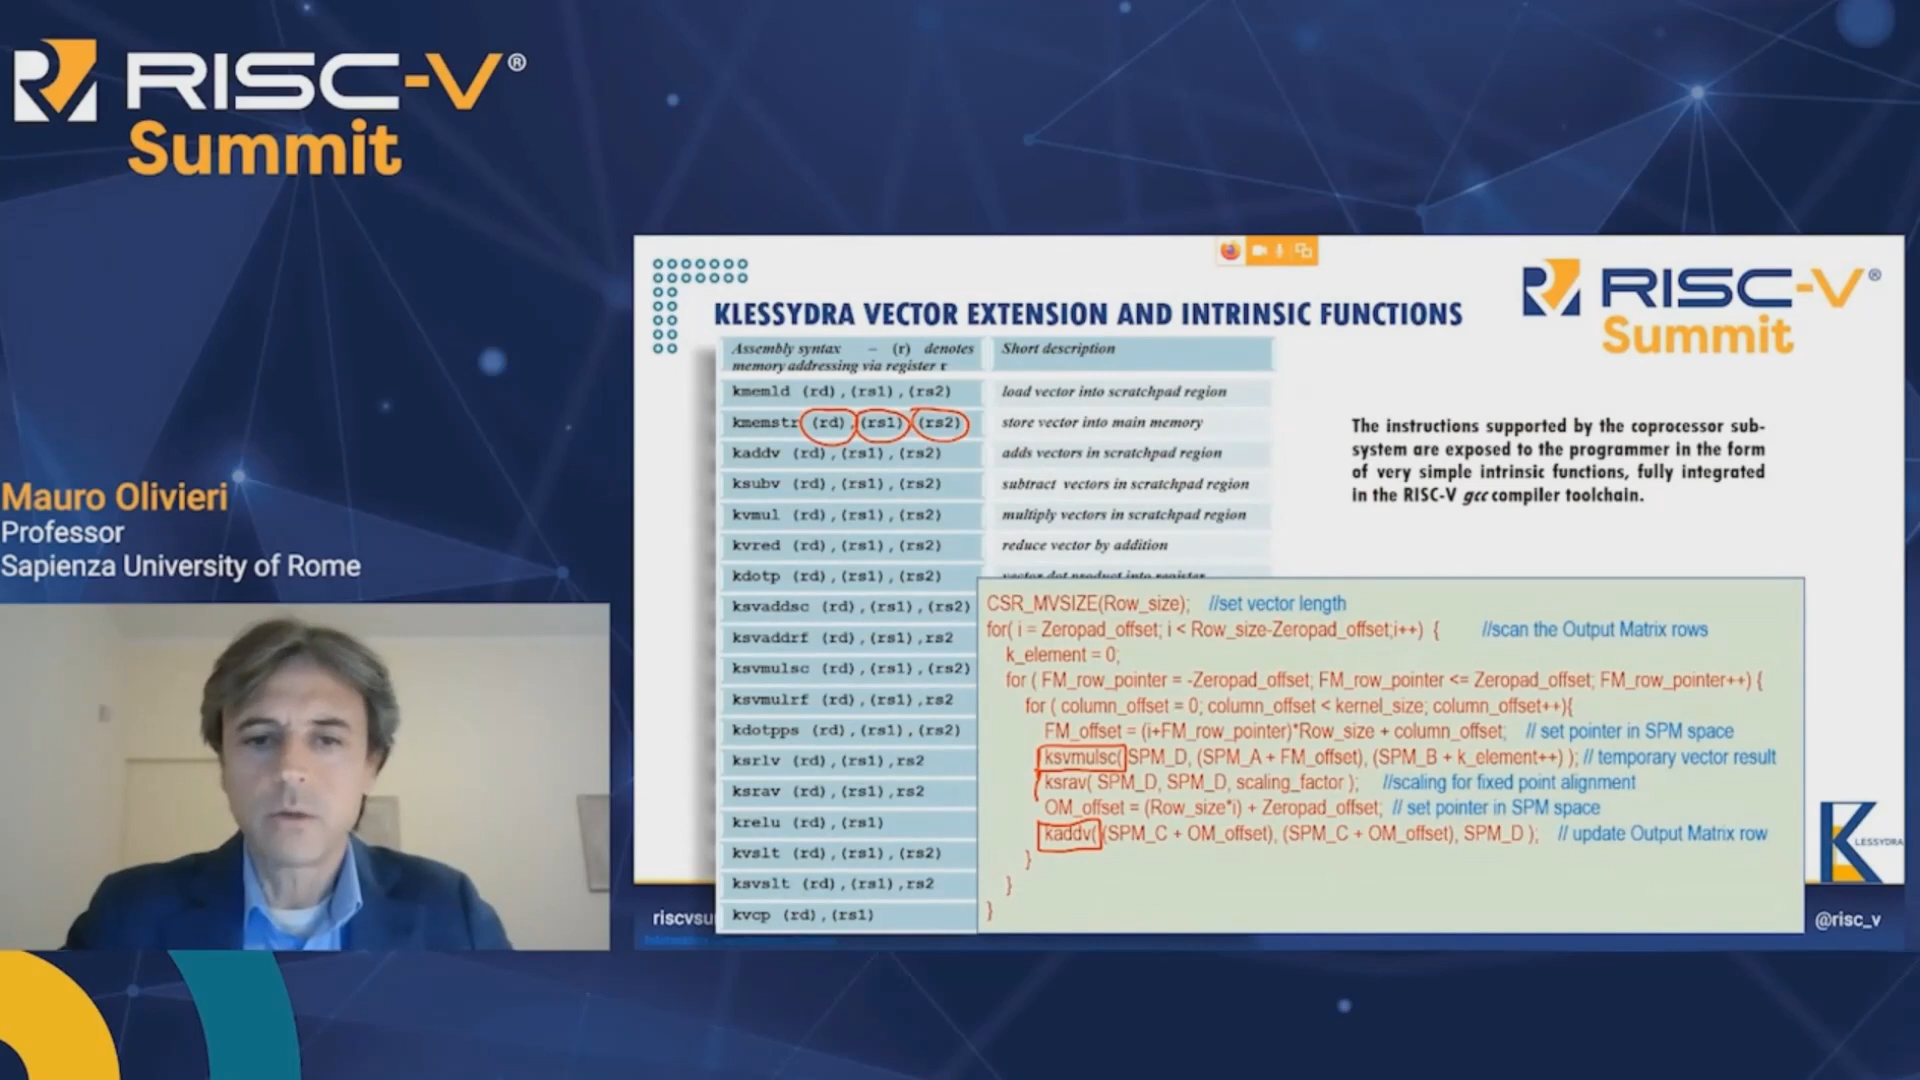 RISC-V®
Summit
Mauro Olivieri
Professor
Sapienza University of Rome
RISC-V®
Summit
KLESSYDRA VECTOR EXTENSION AND INTRINSIC FUNCTIONS
Assembly syntax – (r) denotes
memory addressing via register r
Short description
kmemld (rd),(rs1),(rs2)
load vector into scratchpad region
kmemstr (rd),(rs1),(rs2)
store vector into main memory
kaddv (rd),(rs1),(rs2)
adds vectors in scratchpad region
ksubv (rd),(rs1),(rs2)
subtract vectors in scratchpad region
kvmul (rd),(rs1),(rs2)
multiply vectors in scratchpad region
kvred (rd),(rs1),(rs2)
reduce vector by addition
kdotp (rd),(rs1),(rs2)
vector dot product into register
ksvaddsc (rd),(rs1),(rs2)
ksvaddrf (rd),(rs1),rs2
ksvmulsc (rd),(rs1),(rs2)
ksvmulrf (rd),(rs1),rs2
kdotpps (rd),(rs1),(rs2)
ksrlv (rd),(rs1),rs2
ksrav (rd),(rs1),rs2
krelu (rd),(rs1)
kvslt (rd),(rs1),(rs2)
ksvslt (rd),(rs1),rs2
kvcp (rd),(rs1)
The instructions supported by the coprocessor sub-
system are exposed to the programmer in the form
of very simple intrinsic functions, fully integrated
in the RISC-V gcc compiler toolchain.
CSR_MVSIZE(Row_size); //set vector length
for( i = Zeropad_offset; i < Row_size-Zeropad_offset;i++) { //scan the Output Matrix rows
k_element = 0;
for ( FM_row_pointer = -Zeropad_offset; FM_row_pointer <= Zeropad_offset; FM_row_pointer++) {
for ( column_offset = 0; column_offset < kernel_size; column_offset++){
FM_offset = (i+FM_row_pointer)*Row_size + column_offset; // set pointer in SPM space
ksvmulsc( SPM_D, (SPM_A + FM_offset), (SPM_B + k_element++) ); // temporary vector result
ksrav( SPM_D, SPM_D, scaling_factor ); //scaling for fixed point alignment
OM_offset = (Row_size*i) + Zeropad_offset; // set pointer in SPM space
kaddv( (SPM_C + OM_offset), (SPM_C + OM_offset), SPM_D ); // update Output Matrix row
}
}
}
KLESSYDRA
riscvsu
@risc_v